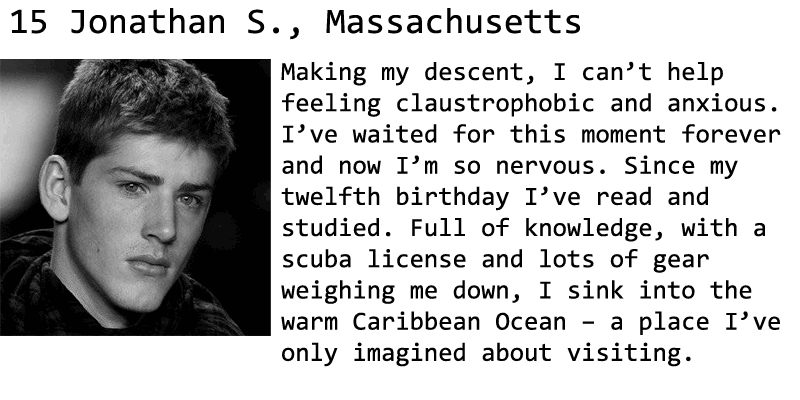 15 Jonathan S., Massachusetts
Making my descent, I can’t help
feeling claustrophobic and anxious.
I’ve waited for this moment forever
and now I’m so nervous. Since my
twelfth birthday I’ve read and
studied. Full of knowledge, with a
scuba license and lots of gear
weighing me down, I sink into the
warm Caribbean Ocean – a place I’ve
only imagined about visiting.